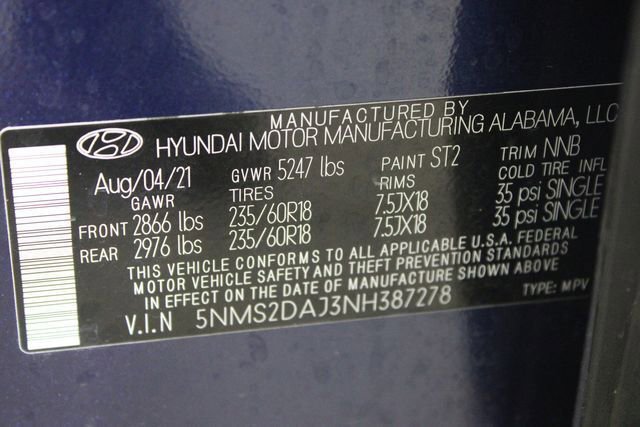 MANUFACTURED BY
HYUNDAI MOTOR MANUFACTURING ALABAMA, LLC
Aug/04/21 GVWR 5247 lbs PAINT ST2 TRIM NNB
GAWR TIRES RIMS COLD TIRE INFL
FRONT 2866 lbs 235/60R18 7.5JX18 35 psi SINGLE
REAR 2976 lbs 235/60R18 7.5JX18 35 psi SINGLE
THIS VEHICLE CONFORMS TO ALL APPLICABLE U.S.A. FEDERAL
MOTOR VEHICLE SAFETY AND THEFT PREVENTION STANDARDS
IN EFFECT ON THE DATE OF MANUFACTURE SHOWN ABOVE
V.I.N 5NMS2DAJ3NH387278 TYPE: MPV